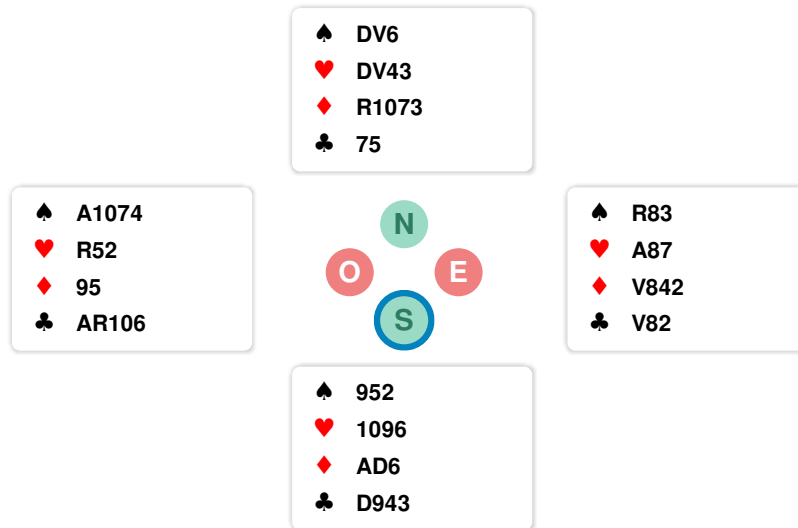 ♠ DV6
♥ DV43
♦ R1073
♣ 75
♠ A1074
♥ R52
♦ 95
♣ AR106
N
O E
S
♠ R83
♥ A87
♦ V842
♣ V82
♠ 952
♥ 1096
♦ AD6
♣ D943